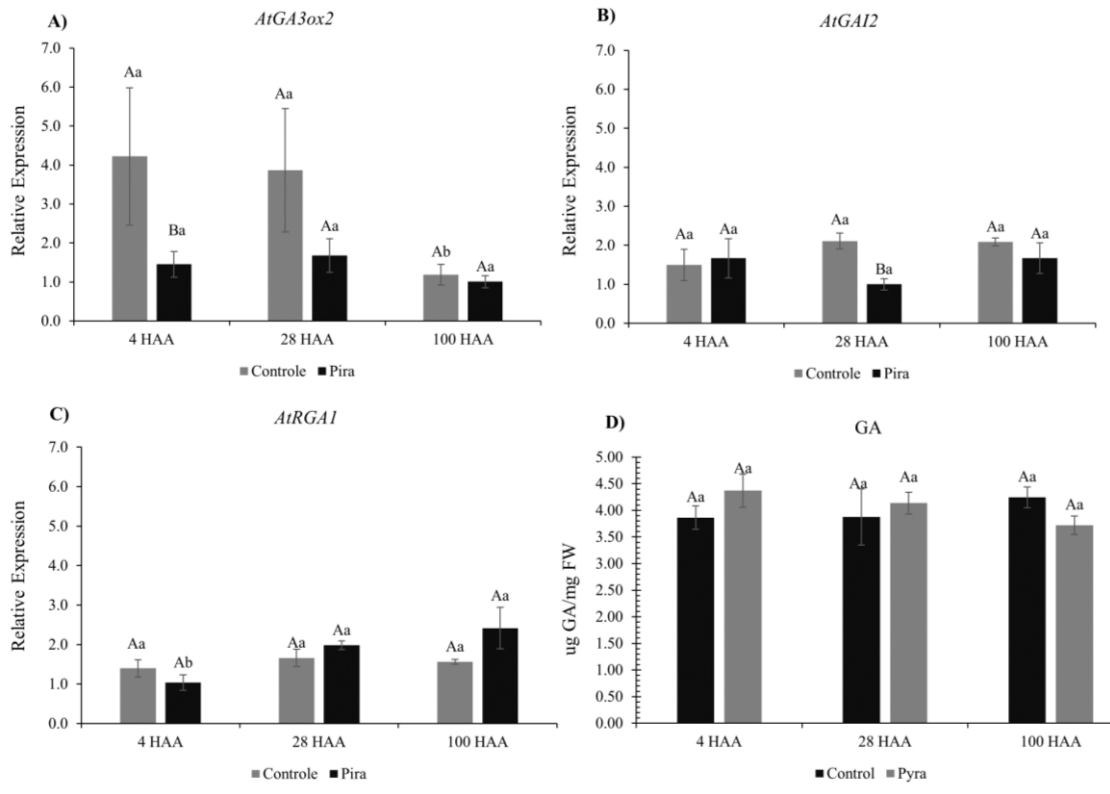 A)
AtGA3ox2
Relative Expression
7.0
6.0
5.0
4.0
3.0
2.0
1.0
0.0
Aa
Ba
Aa
Aa
Ab
Aa
4 HAA
28 HAA
100 HAA
Controle
Pira
B)
AtGAI2
Relative Expression
7.0
6.0
5.0
4.0
3.0
2.0
1.0
0.0
Aa
Aa
Aa
Ba
Aa
Aa
4 HAA
28 HAA
100 HAA
Controle
Pira
C)
AtRGA1
Relative Expression
7.0
6.0
5.0
4.0
3.0
2.0
1.0
0.0
Aa
Ab
Aa
Aa
Aa
Aa
4 HAA
28 HAA
100 HAA
Controle
Pira
D)
GA
ug GA/mg FW
5.00
4.50
4.00
3.50
3.00
2.50
2.00
1.50
1.00
0.50
0.00
Aa
Aa
Aa
Aa
Aa
Aa
4 HAA
28 HAA
100 HAA
Control
Pyra